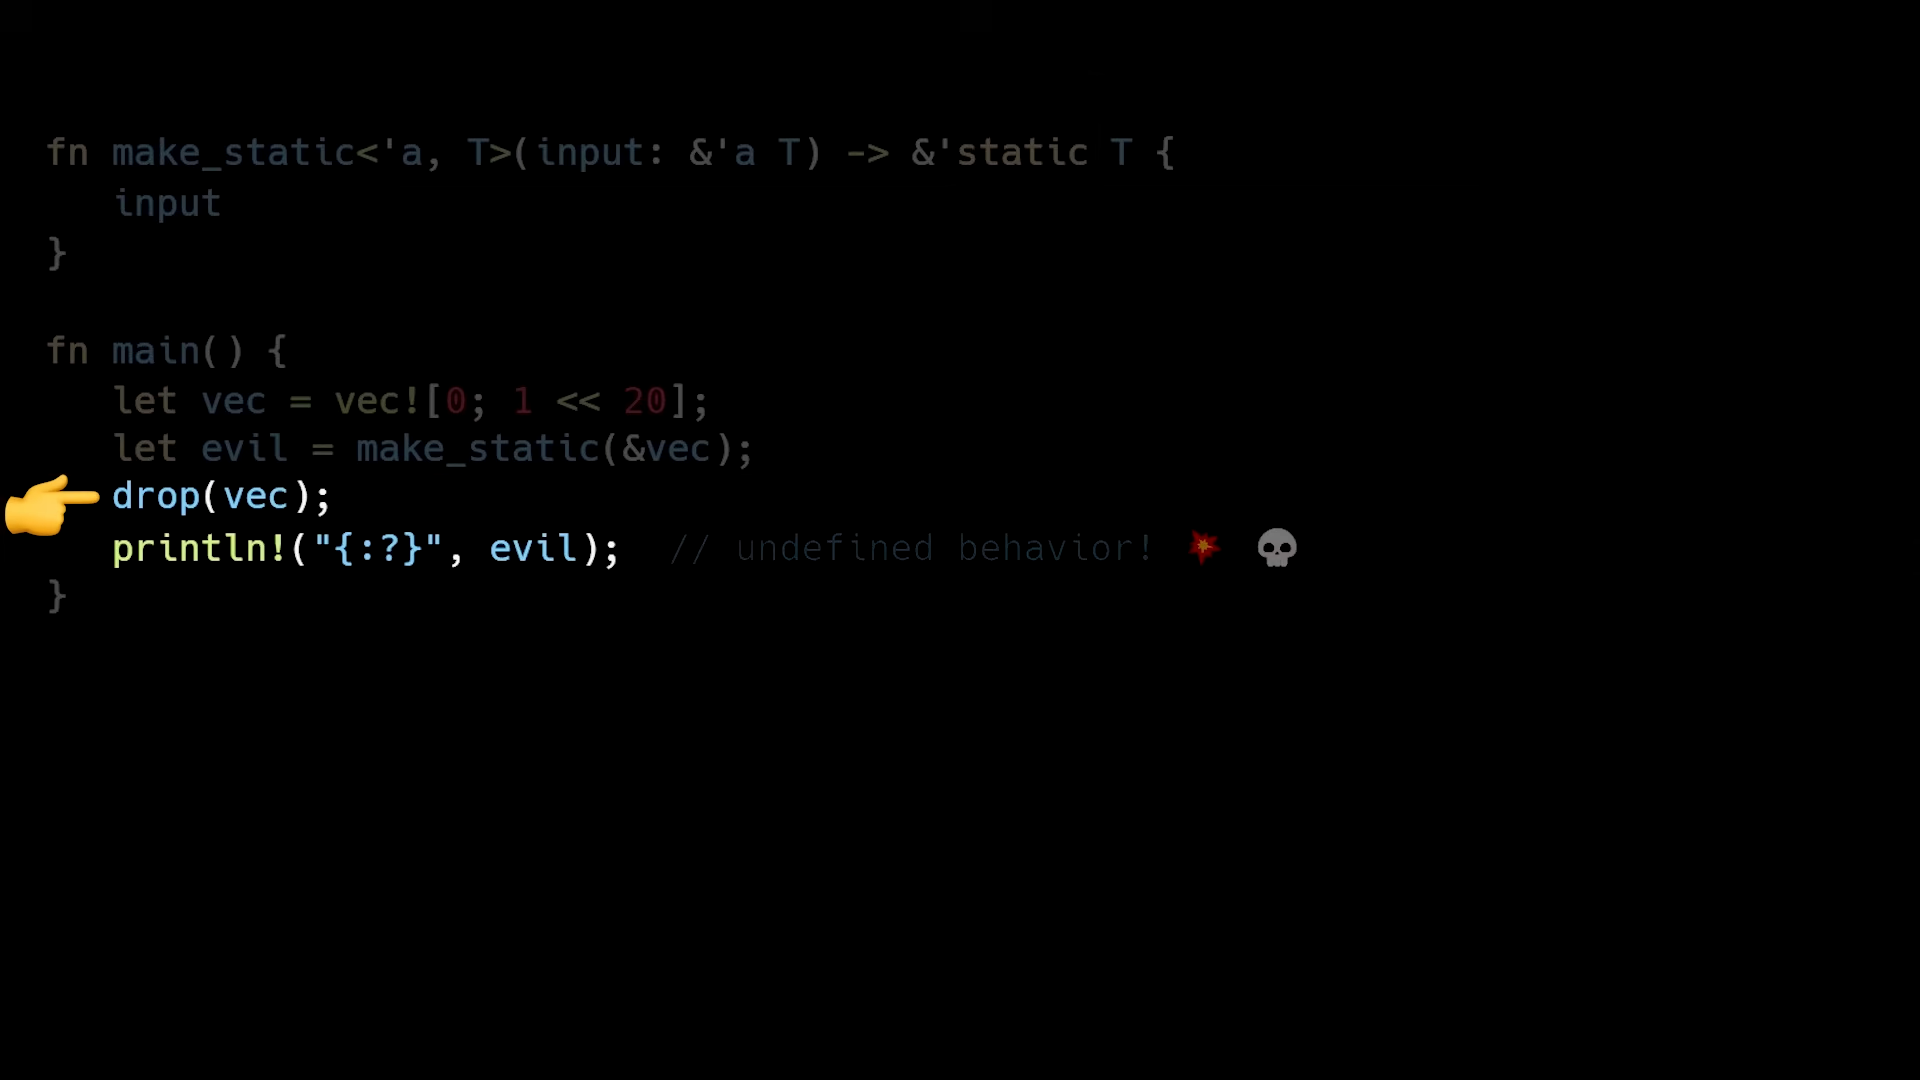 fn make_static<'a, T>(input: &'a T) -> &'static T {
input
}
fn main() {
let vec = vec![0; 1 << 20];
let evil = make_static(&vec);
drop(vec);
println!("{:?}", evil); // undefined behavior! 💥 💀
}